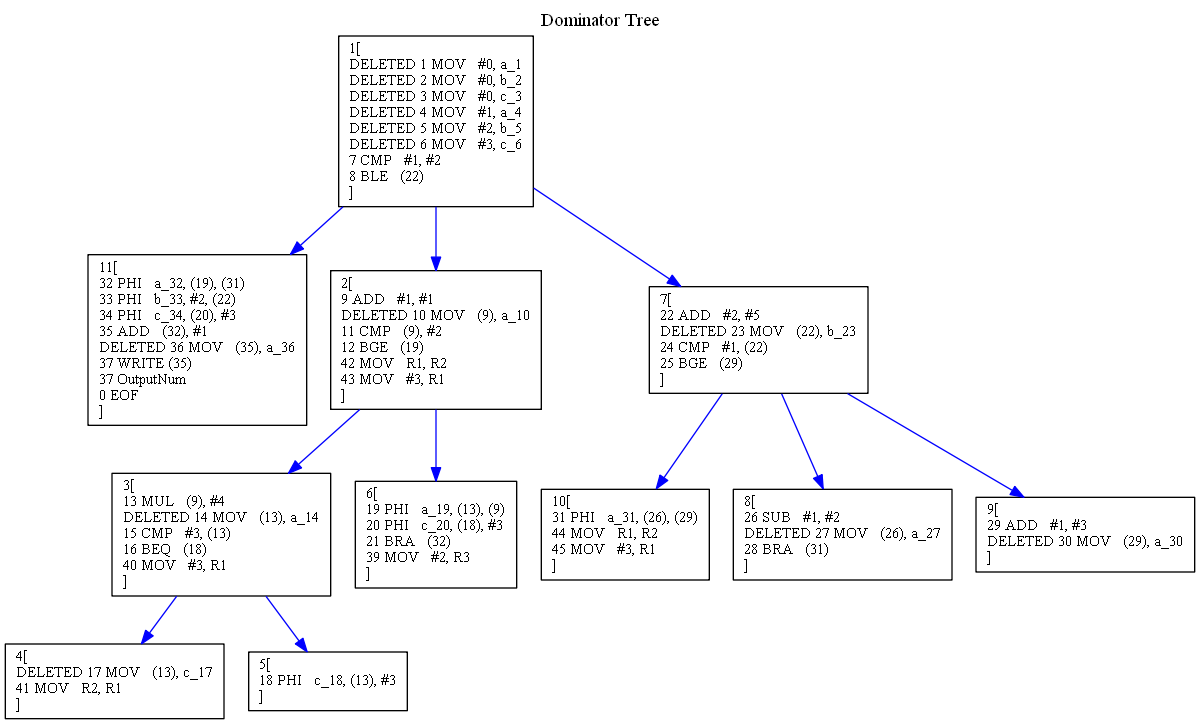 Dominator Tree
1[
DELETED 1 MOV #0, a_1
DELETED 2 MOV #0, b_2
DELETED 3 MOV #0, c_3
DELETED 4 MOV #1, a_4
DELETED 5 MOV #2, b_5
DELETED 6 MOV #3, c_6
7 CMP #1, #2
8 BLE (22)
]
11[
32 PHI a_32, (19), (31)
33 PHI b_33, #2, (22)
34 PHI c_34, (20), #3
35 ADD (32), #1
DELETED 36 MOV (35), a_36
37 WRITE (35)
37 OutputNum
0 EOF
]
2[
9 ADD #1, #1
DELETED 10 MOV (9), a_10
11 CMP (9), #2
12 BGE (19)
42 MOV R1, R2
43 MOV #3, R1
]
7[
22 ADD #2, #5
DELETED 23 MOV (22), b_23
24 CMP #1, (22)
25 BGE (29)
]
3[
13 MUL (9), #4
DELETED 14 MOV (13), a_14
15 CMP #3, (13)
16 BEQ (18)
40 MOV #3, R1
]
6[
19 PHI a_19, (13), (9)
20 PHI c_20, (18), #3
21 BRA (32)
39 MOV #2, R3
]
10[
31 PHI a_31, (26), (29)
44 MOV R1, R2
45 MOV #3, R1
]
8[
26 SUB #1, #2
DELETED 27 MOV (26), a_27
28 BRA (31)
]
9[
29 ADD #1, #3
DELETED 30 MOV (29), a_30
]
4[
DELETED 17 MOV (13), c_17
41 MOV R2, R1
]
5[
18 PHI c_18, (13), #3
]